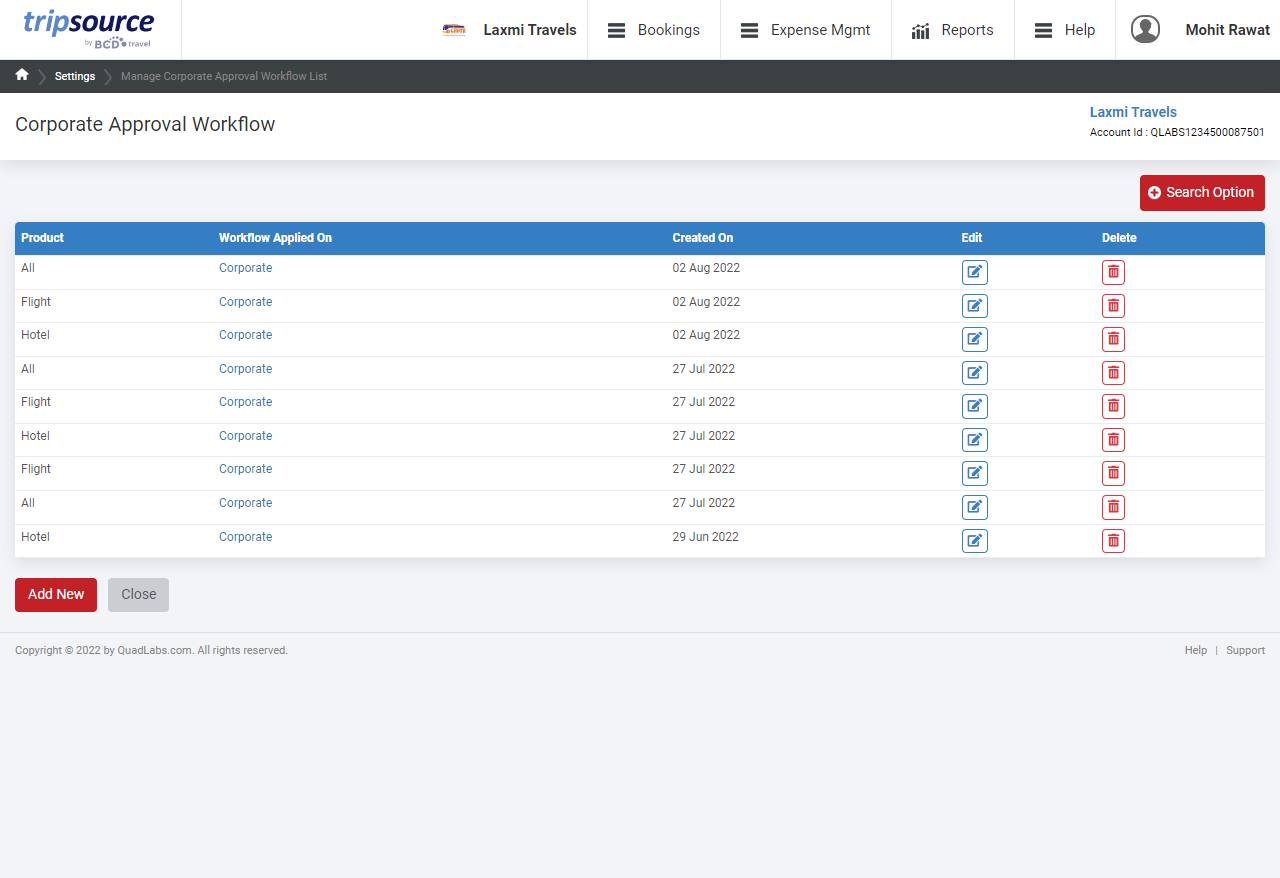 tripsource
by BCD travel
Laxmi Travels
Bookings
Expense Mgmt
Reports
Help
Mohit Rawat
Settings
Manage Corporate Approval Workflow List
Corporate Approval Workflow
Laxmi Travels
Account Id : QLABS1234500087501
Search Option
Product Workflow Applied On Created On Edit Delete
All Corporate 02 Aug 2022
Flight Corporate 02 Aug 2022
Hotel Corporate 02 Aug 2022
All Corporate 27 Jul 2022
Flight Corporate 27 Jul 2022
Hotel Corporate 27 Jul 2022
Flight Corporate 27 Jul 2022
All Corporate 27 Jul 2022
Hotel Corporate 29 Jun 2022
Add New Close
Copyright © 2022 by QuadLabs.com. All rights reserved.
Help | Support